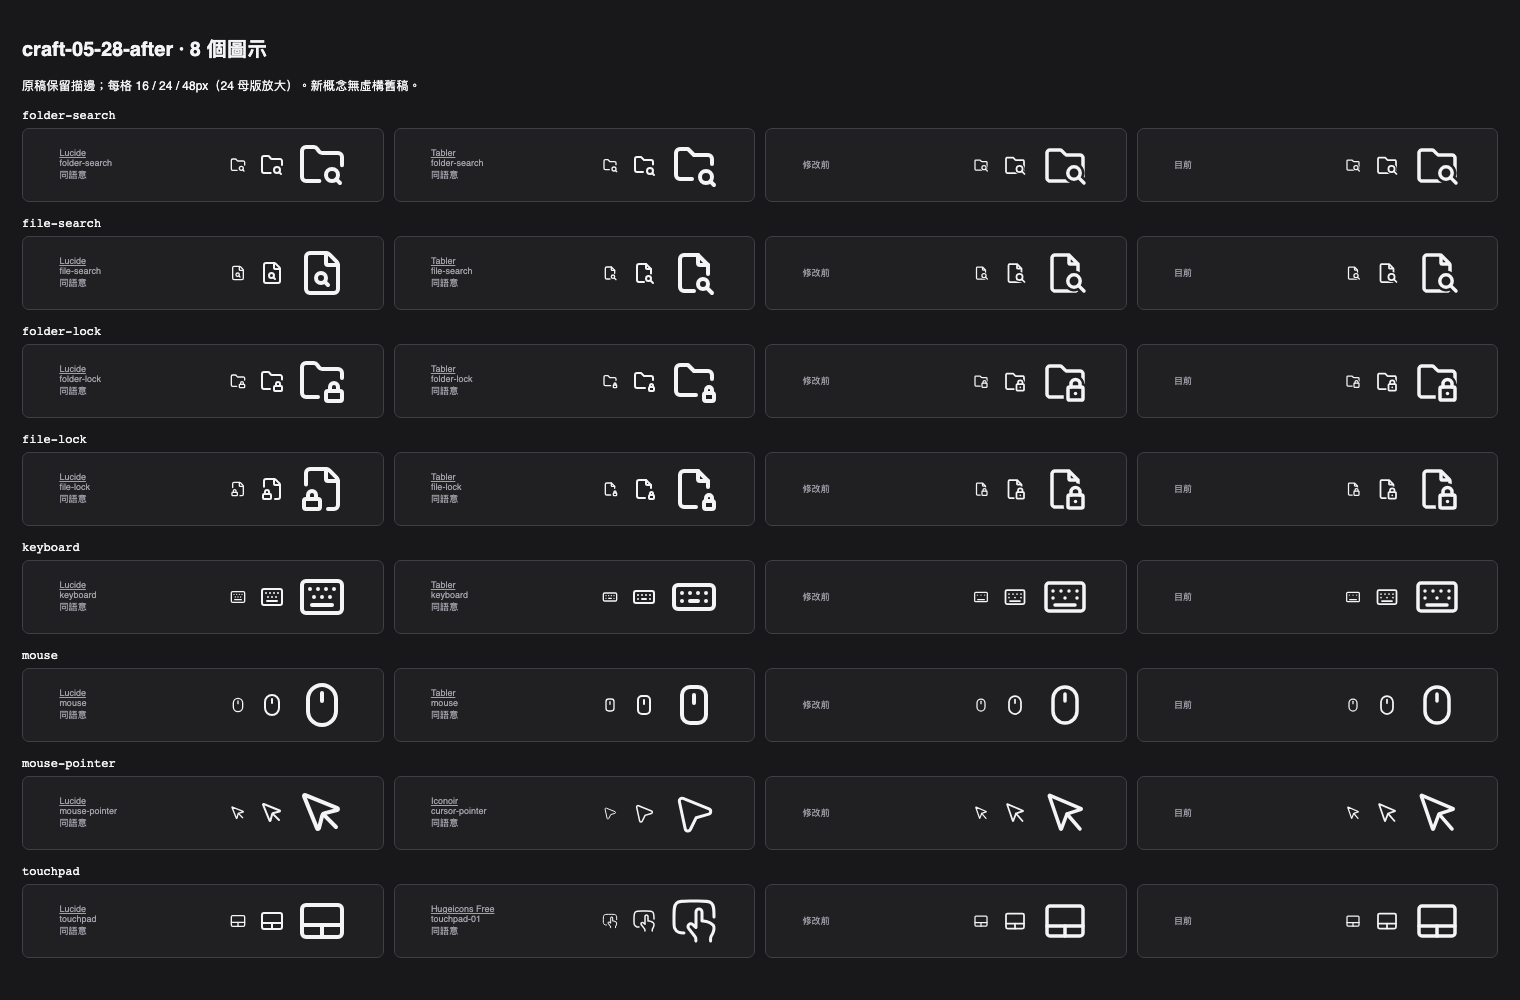 craft-05-28-after · 8 個圖示
原稿保留描邊；每格 16 / 24 / 48px（24 母版放大）。新概念無虛構舊稿。
folder-search
Lucide
folder-search
同語意
Tabler
folder-search
同語意
修改前
目前
file-search
Lucide
file-search
同語意
Tabler
file-search
同語意
修改前
目前
folder-lock
Lucide
folder-lock
同語意
Tabler
folder-lock
同語意
修改前
目前
file-lock
Lucide
file-lock
同語意
Tabler
file-lock
同語意
修改前
目前
keyboard
Lucide
keyboard
同語意
Tabler
keyboard
同語意
修改前
目前
mouse
Lucide
mouse
同語意
Tabler
mouse
同語意
修改前
目前
mouse-pointer
Lucide
mouse-pointer
同語意
Iconoir
cursor-pointer
同語意
修改前
目前
touchpad
Lucide
touchpad
同語意
Hugeicons Free
touchpad-01
同語意
修改前
目前